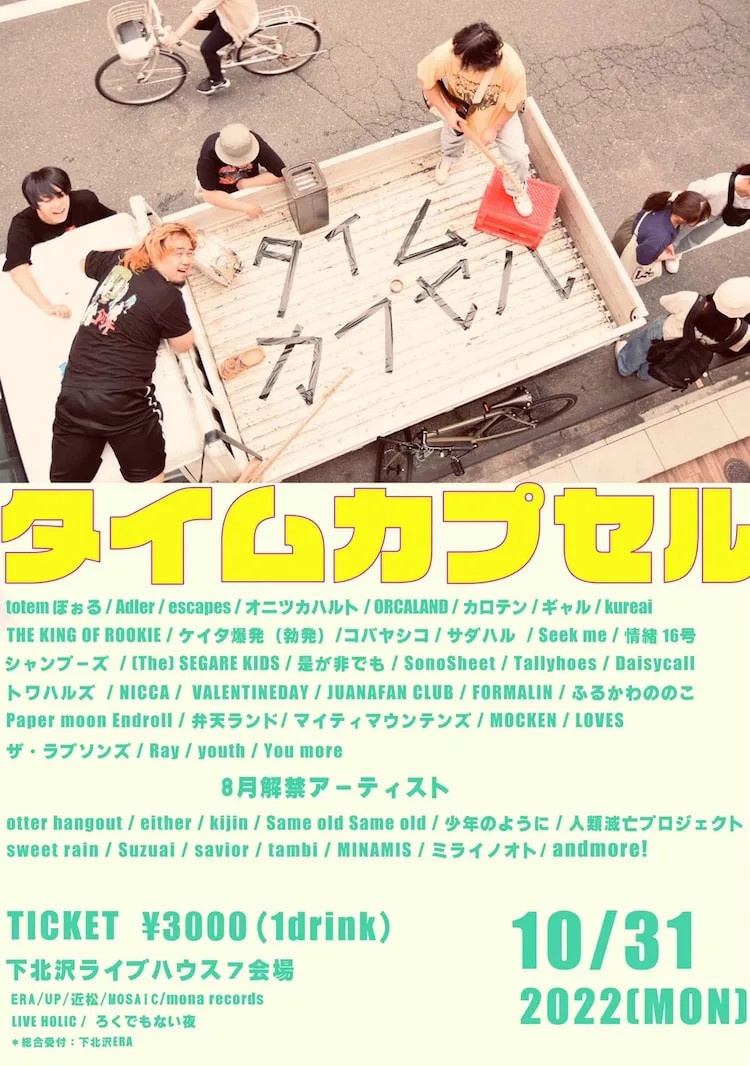 タイム
カプセル
タイムカプセル
totem ぽぉる / Adler / escapes / オニツカハルト / ORCALAND / カロテン / ギャル / kureai
THE KING OF ROOKIE / ケイタ爆発（勃発）/コバヤシコ / サダハル / Seek me / 情緒 16号
シャンプーズ / (The) SEGARE KIDS / 是が非でも / SonoSheet / Tallyhoes / Daisycall
トワハルズ / NICCA / VALENTINEDAY / JUANAFAN CLUB / FORMALIN / ふるかわののこ
Paper moon Endroll / 弁天ランド/ マイティマウンテンズ / MOCKEN / LOVES
ザ・ラブソンズ / Ray / youth / You more
8月解禁アーティスト
otter hangout / either / kijin / Same old Same old / 少年のように / 人類滅亡プロジェクト
sweet rain / Suzuai / savior / tambi / MINAMIS / ミライノオト/ andmore!
TICKET ¥3000 (1drink)
下北沢ライブハウス7会場
ERA/UP/近松/MOSAiC/mona records
LIVE HOLIC / ろくでもない夜
＊総合受付：下北沢ERA
10/31
2022(MON)